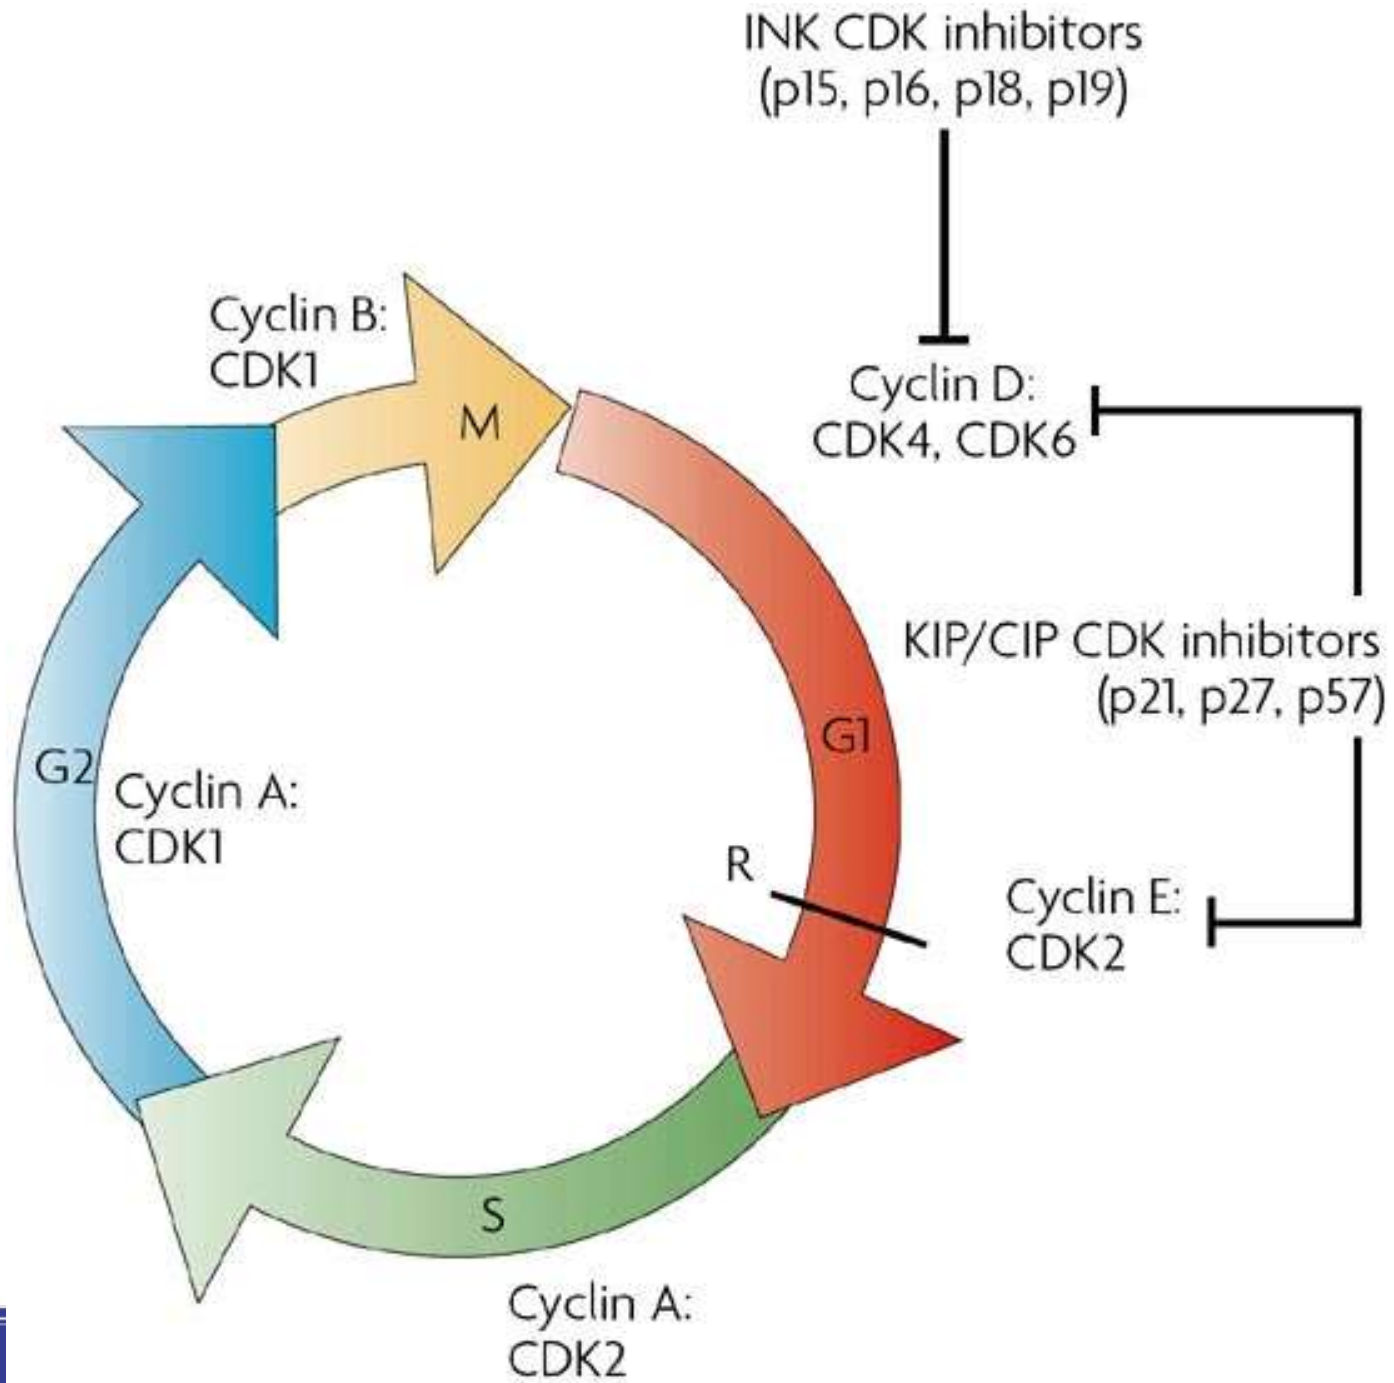 INK CDK inhibitors
(p15, p16, p18, p19)
Cyclin B:
CDK1
M
Cyclin D:
CDK4, CDK6
KIP/CIP CDK inhibitors
(p21, p27, p57)
G1
G2
Cyclin A:
CDK1
R
Cyclin E:
CDK2
S
Cyclin A:
CDK2